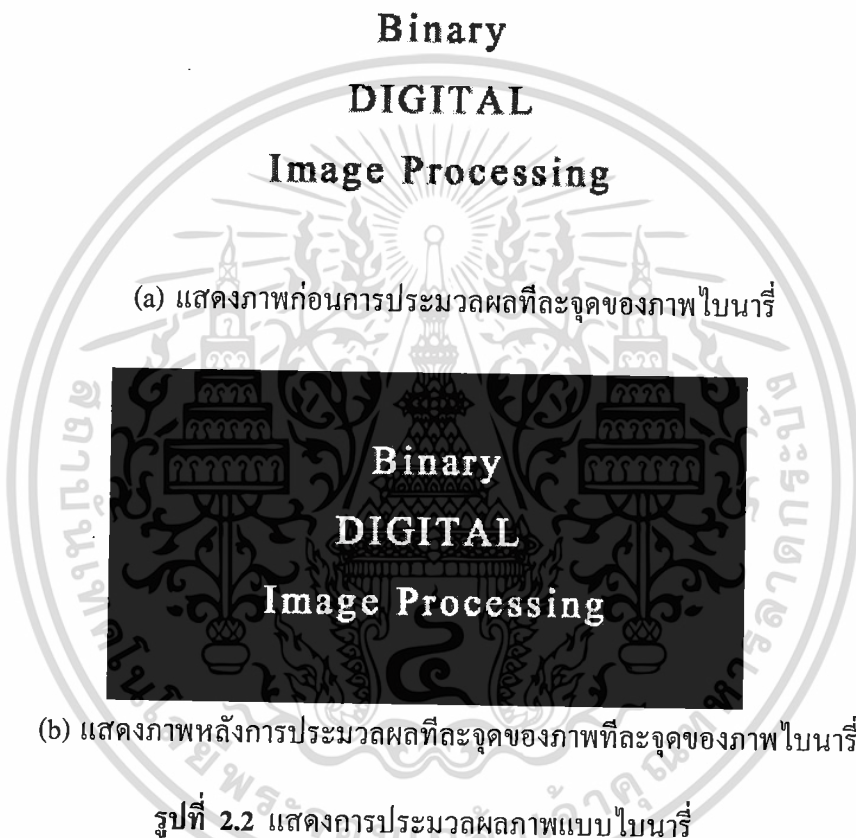 Binary
DIGITAL
Image Processing
(a) แสดงภาพก่อนการประมวลผลทีละจุดของภาพไบนารี่
Binary
DIGITAL
Image Processing
(b) แสดงภาพหลังการประมวลผลทีละจุดของภาพทีละจุดของภาพไบนารี่
รูปที่ 2.2 แสดงการประมวลผลภาพแบบไบนารี่